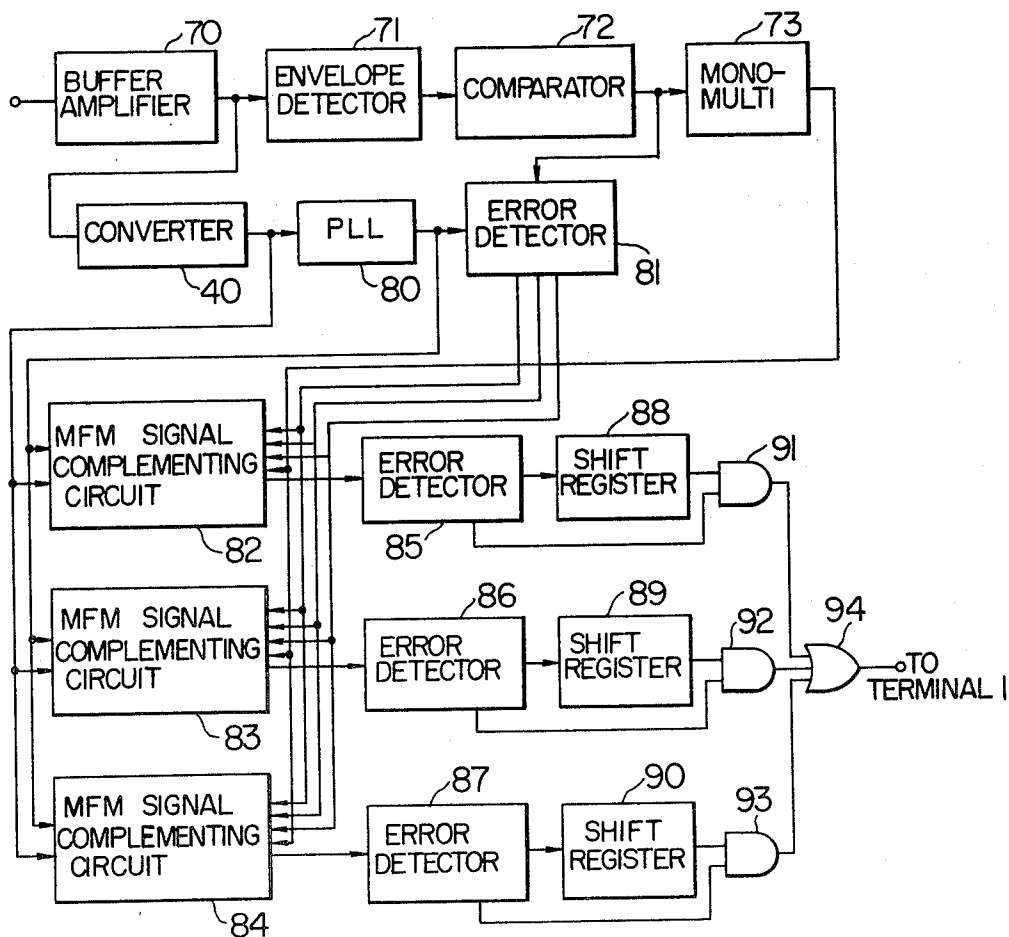 70
71
72
73
BUFFER
AMPLIFIER
ENVELOPE
DETECTOR
COMPARATOR
MONO-
MULTI
CONVERTER
PLL
ERROR
DETECTOR
40
80
81
MFM SIGNAL
COMPLEMENTING
CIRCUIT
82
ERROR
DETECTOR
85
88
SHIFT
REGISTER
91
MFM SIGNAL
COMPLEMENTING
CIRCUIT
83
86
ERROR
DETECTOR
89
SHIFT
REGISTER
92
94
TO
TERMINAL 1
MFM SIGNAL
COMPLEMENTING
CIRCUIT
84
87
ERROR
DETECTOR
90
SHIFT
REGISTER
93